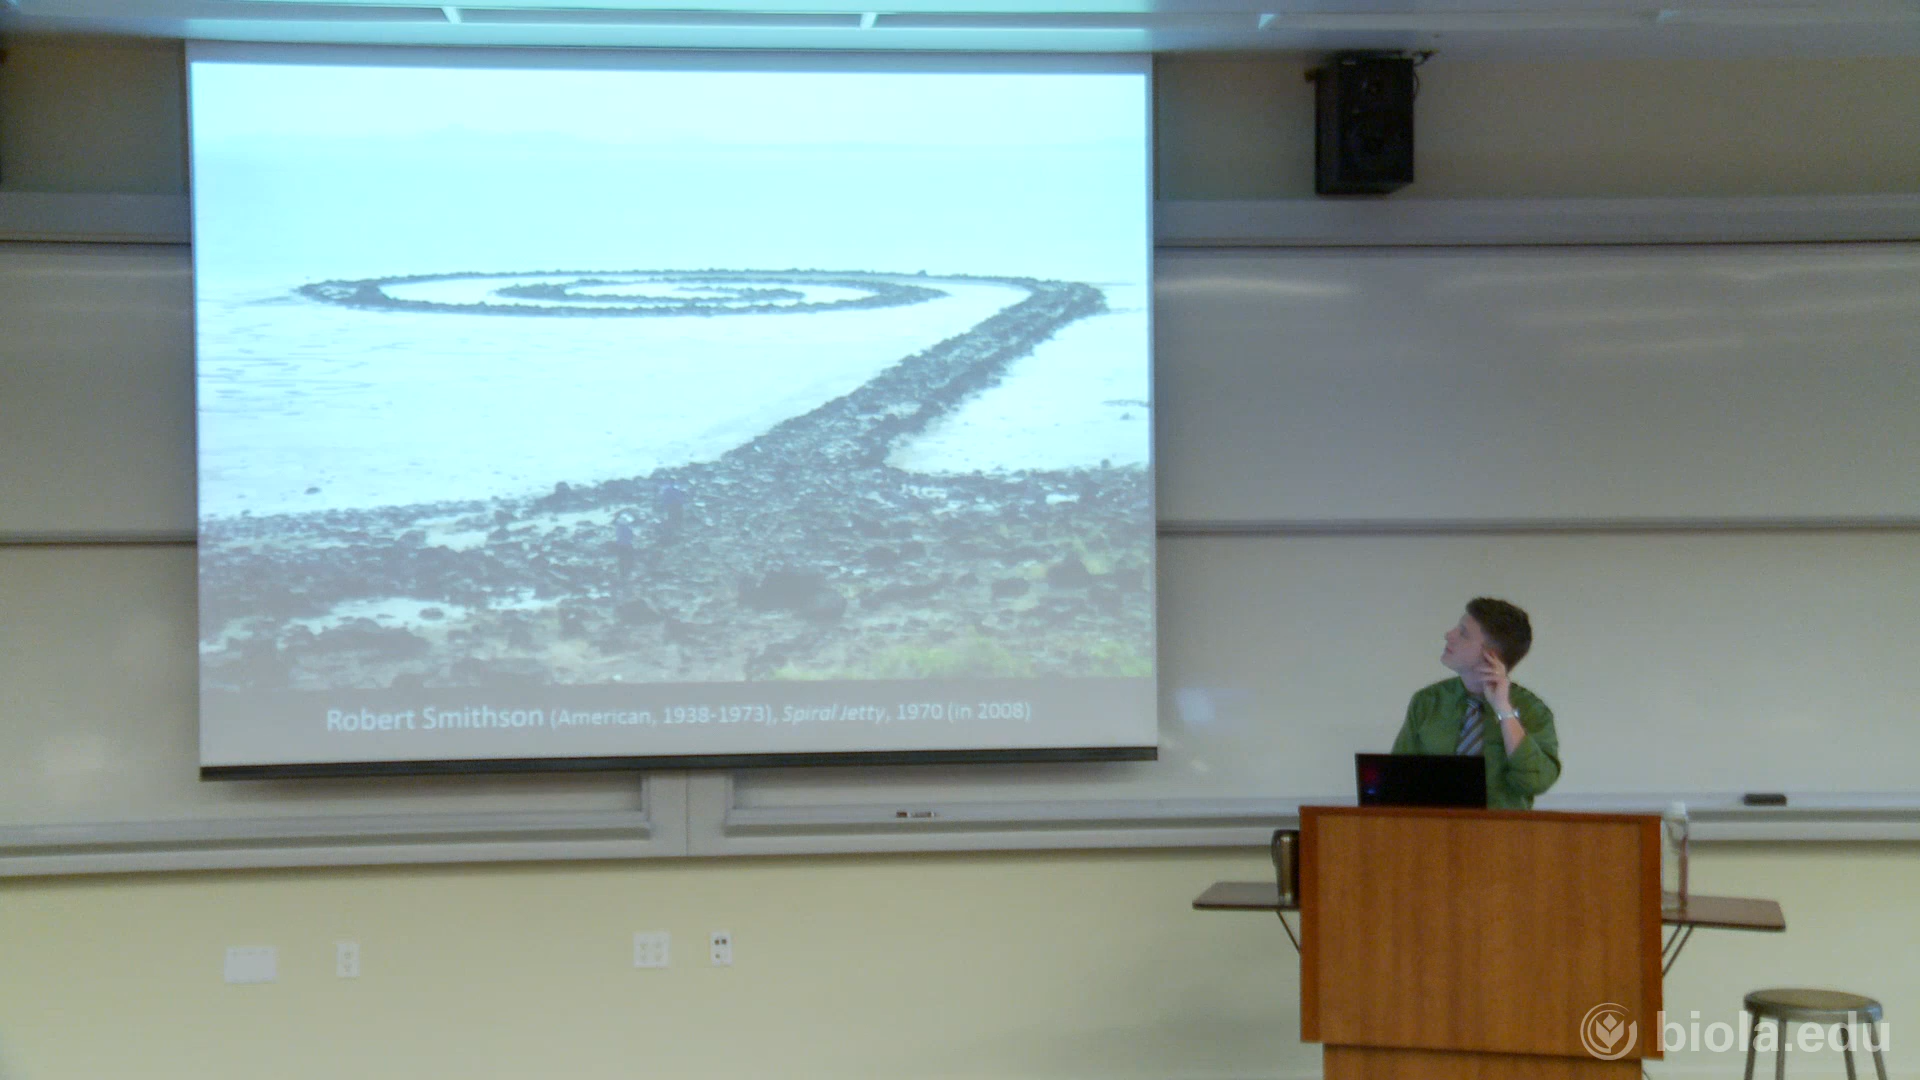 Robert Smithson (American, 1938-1973), Spiral Jetty, 1970 (in 2008)
biola.edu